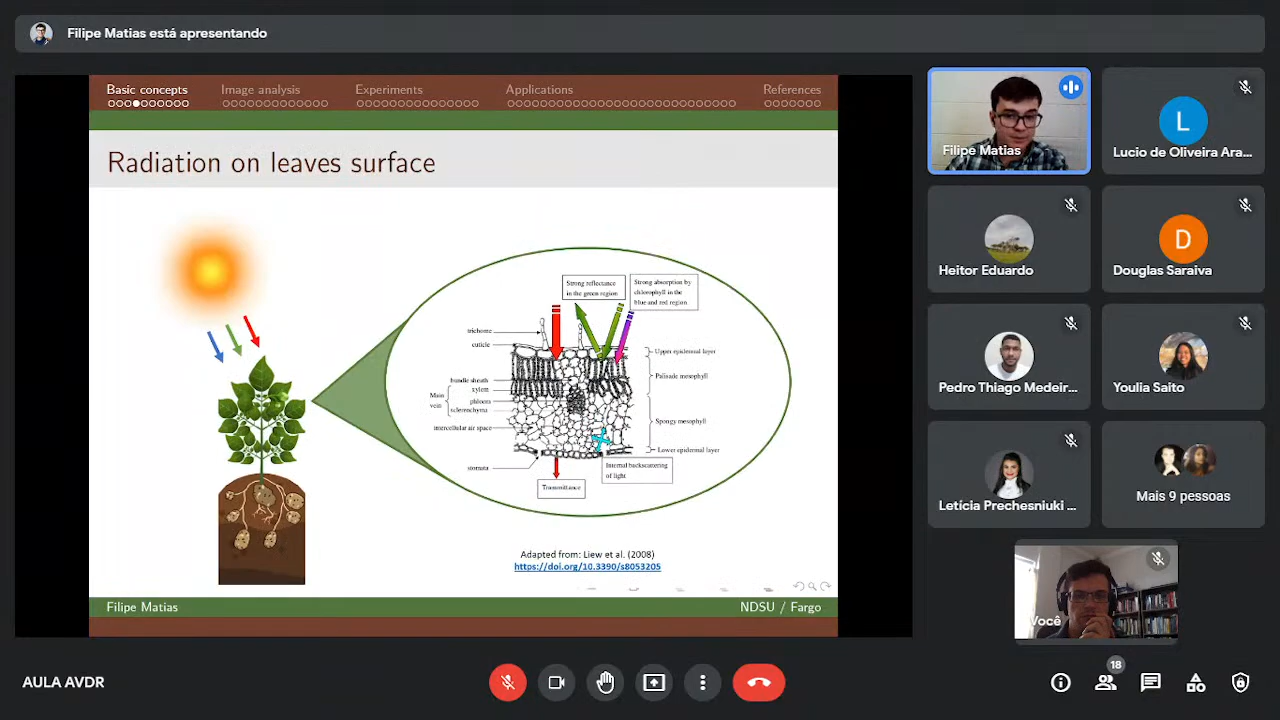 Filipe Matias está apresentando
Basic concepts
Image analysis
Experiments
Applications
References
Radiation on leaves surface
Strong reflectance
in the green region
Strong absorption by
chlorophyll in the
blue and red region
trichome
cuticle
bundle sheath
xylem
Main
vein
phloem
sclerenchyma
intercellular air space
stomata
Upper epidermal layer
Palisade mesophyll
Spongy mesophyll
Lower epidermal layer
Internal backscattering
of light
Transmittance
Adapted from: Liew et al. (2008)
https://doi.org/10.3390/s8053205
Filipe Matias
NDSU / Fargo
Filipe Matias
L
Lucio de Oliveira Ara...
Heitor Eduardo
D
Douglas Saraiva
Pedro Thiago Medeir...
Youlia Saito
Letícia Prechesniuki ...
Mais 9 pessoas
Você
AULA AVDR
18